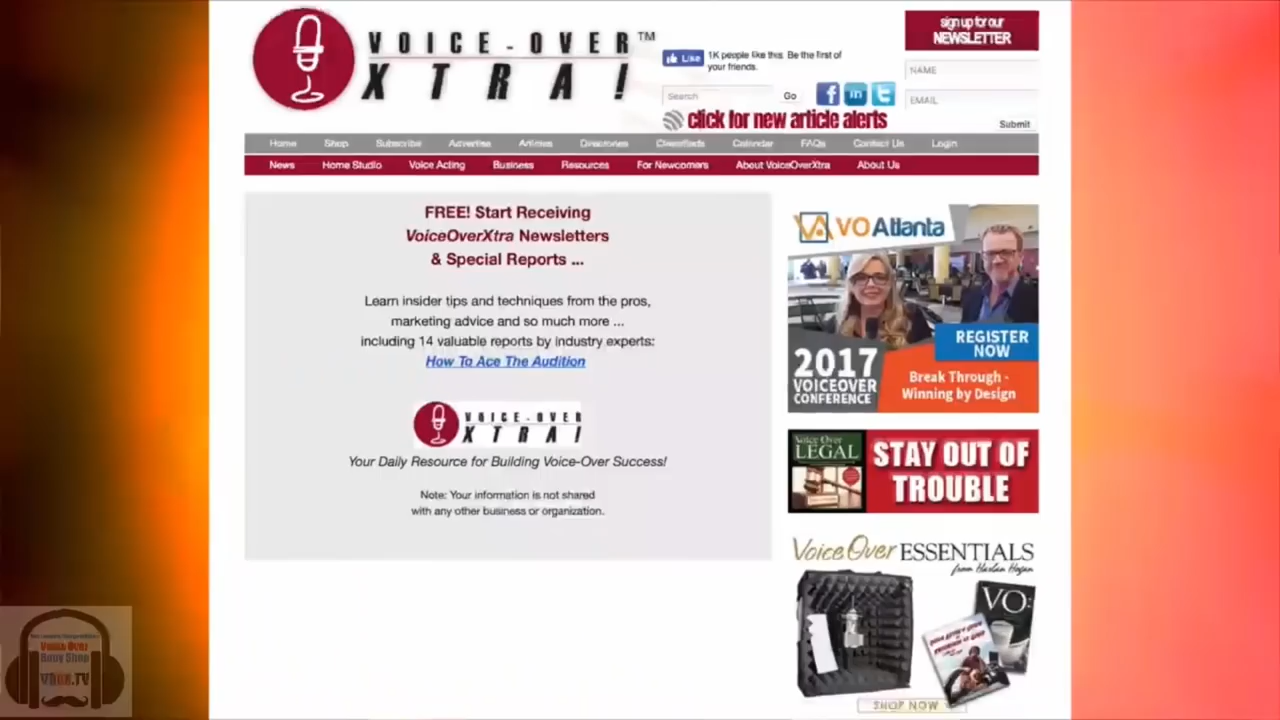 VOICE-OVER™
XTRA!
Like
1K people like this. Be the first of
your friends.
Search
Go
click for new article alerts
sign up for our
NEWSLETTER
NAME
EMAIL
Submit
Home Shop Subscribe Advertise Articles Directories Classifieds Calendar FAQs Contact Us Login
News Home Studio Voice Acting Business Resources For Newcomers About VoiceOverXtra About Us
FREE! Start Receiving
VoiceOverXtra Newsletters
& Special Reports ...
Learn insider tips and techniques from the pros,
marketing advice and so much more ...
including 14 valuable reports by industry experts:
How To Ace The Audition
VOICE-OVER
XTRA!
Your Daily Resource for Building Voice-Over Success!
Note: Your information is not shared
with any other business or organization.
VOAtlanta
REGISTER
NOW
2017
VOICEOVER
CONFERENCE
Break Through -
Winning by Design
Voice Over
LEGAL
STAY OUT OF
TROUBLE
VoiceOver ESSENTIALS
from Harlan Hogan
VO:
SHOP NOW
Voice Over
Body Shop
VOBS.TV